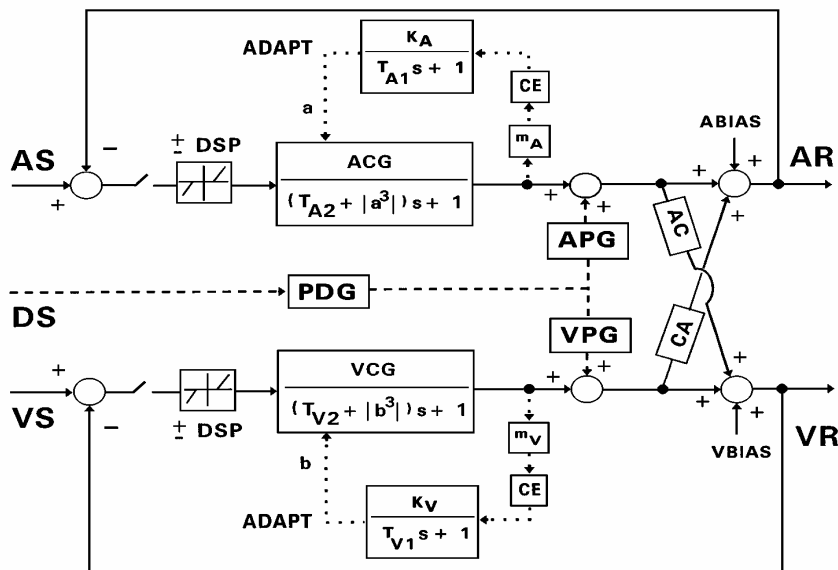 ADAPT
K_A
T_A1 s + 1
CE
m_A
a
− ± DSP
AS
+
ACG
(T_A2 + |a^3|) s + 1
+ +
ABIAS
+ + +
AR
APG
AC
DS
PDG
VPG
CA
VS
+ −
± DSP
VCG
(T_V2 + |b^3|) s + 1
+ +
+ + +
VBIAS
VR
b
m_V
CE
ADAPT
K_V
T_V1 s + 1